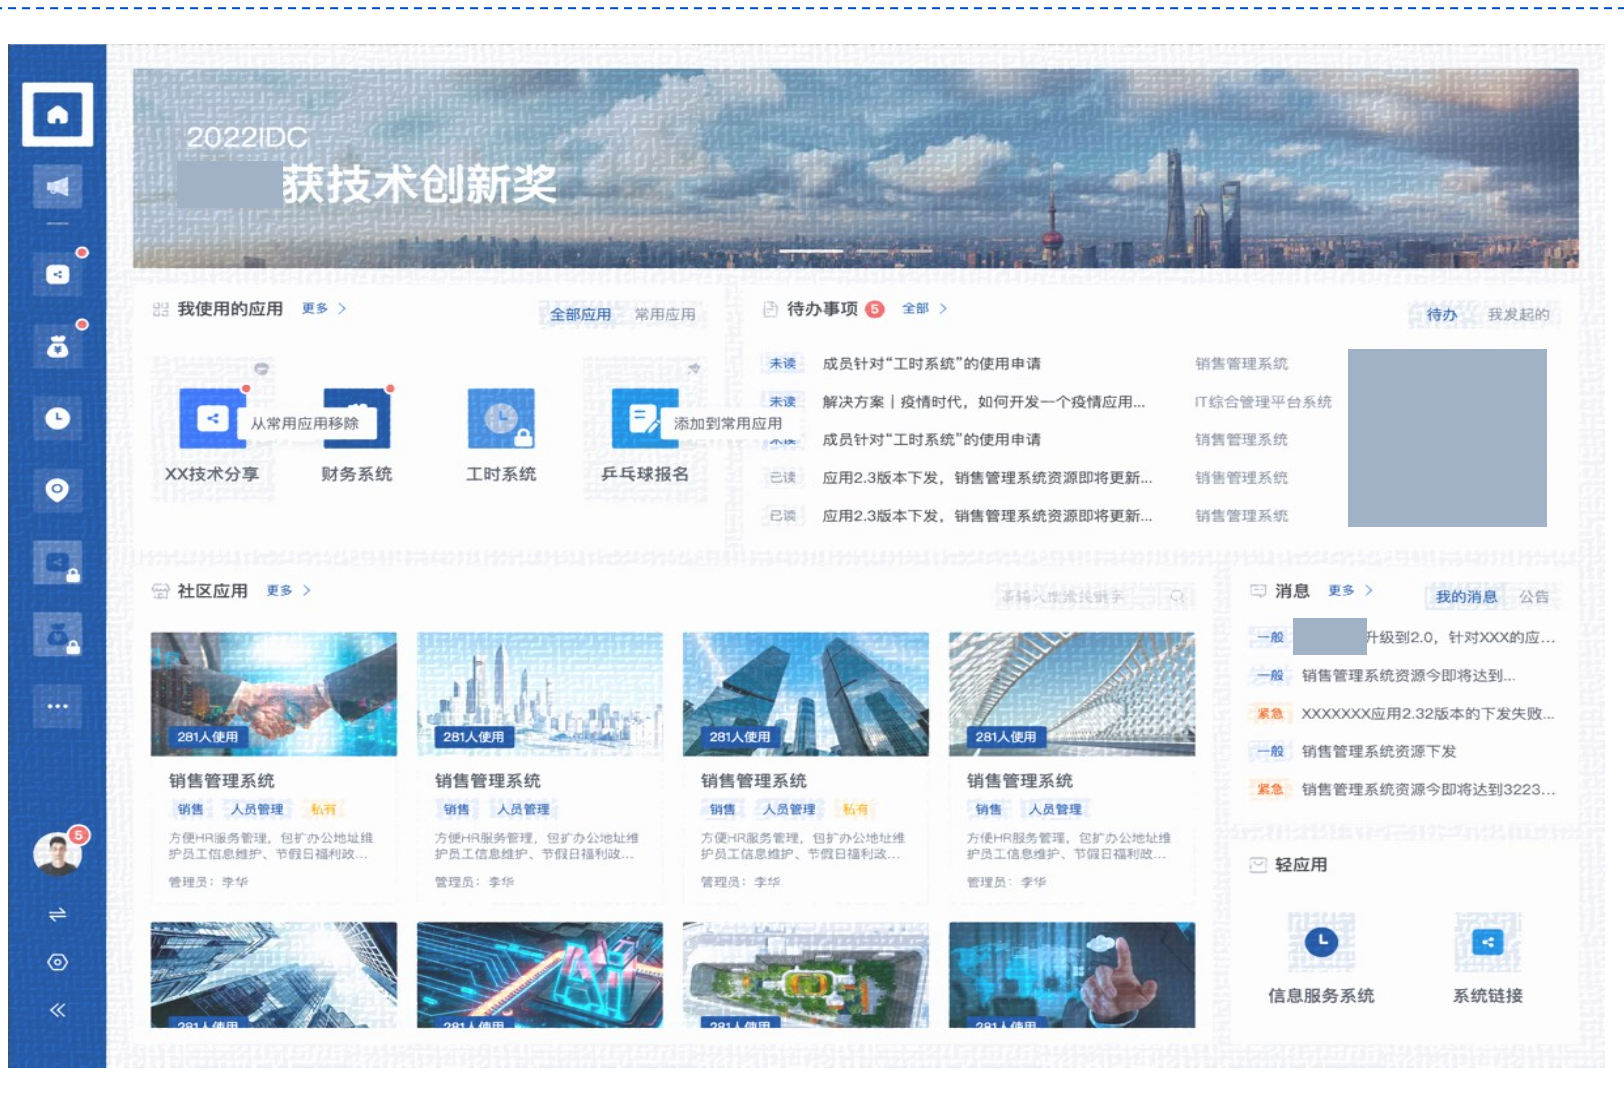 2022IDC
获技术创新奖
我使用的应用 更多
全部应用 常用应用
从常用应用移除
添加到常用应用
XX技术分享
财务系统
工时系统
乒乓球报名
待办事项 5 全部
待办 我发起的
未读 成员针对“工时系统”的使用申请 销售管理系统
未读 解决方案 | 疫情时代，如何开发一个疫情应用... IT综合管理平台系统
未读 成员针对“工时系统”的使用申请 销售管理系统
已读 应用2.3版本下发，销售管理系统资源即将更新... 销售管理系统
已读 应用2.3版本下发，销售管理系统资源即将更新... 销售管理系统
社区应用 更多
281人使用
销售管理系统
销售 人员管理 私有
方便HR服务管理，包扩办公地址维
护员工信息维护、节假日福利政...
管理员：李华
281人使用
销售管理系统
销售 人员管理
方便HR服务管理，包扩办公地址维
护员工信息维护、节假日福利政...
管理员：李华
281人使用
销售管理系统
销售 人员管理 私有
方便HR服务管理，包扩办公地址维
护员工信息维护、节假日福利政...
管理员：李华
281人使用
销售管理系统
销售 人员管理
方便HR服务管理，包扩办公地址维
护员工信息维护、节假日福利政...
管理员：李华
281人使用
281人使用
281人使用
281人使用
消息 更多
我的消息 公告
一般 升级到2.0，针对XXX的应...
一般 销售管理系统资源今即将达到...
紧急 XXXXXXX应用2.32版本的下发失败...
一般 销售管理系统资源下发
紧急 销售管理系统资源今即将达到3223...
轻应用
信息服务系统
系统链接
5